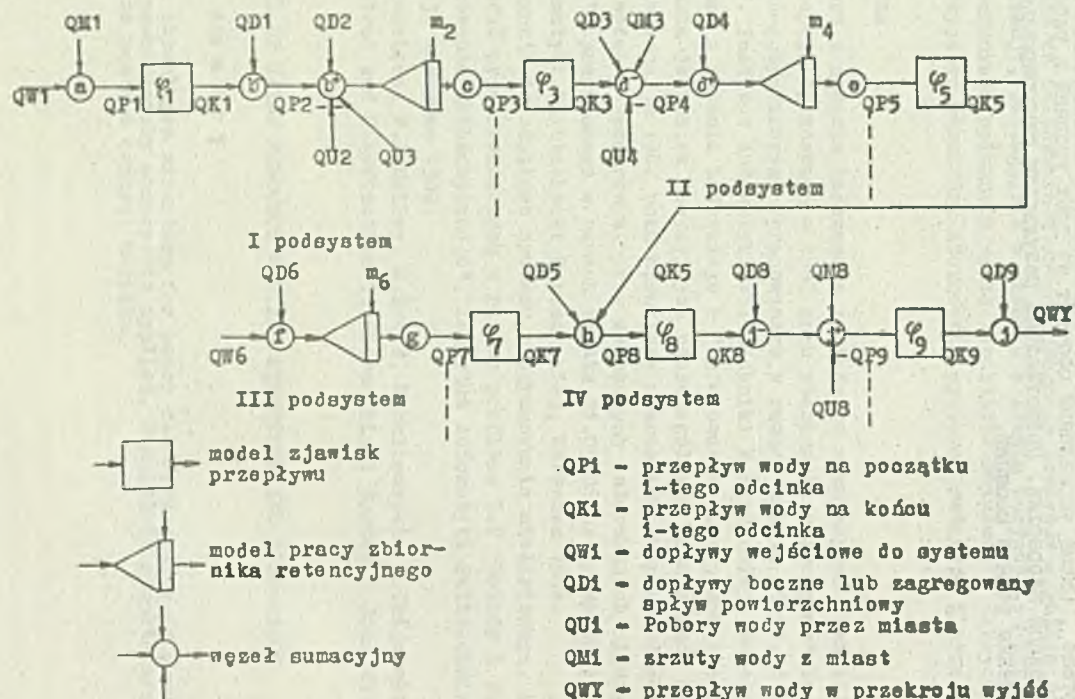 QM1 QD1 QD2 m2 QD3 QM3 QD4 m4
QW1 a QP1 φ1 QK1 b QP2 b' c QP3 φ3 QK3 d- QP4 d+ e QP5 φ5 QK5
QU2 QU3 QU4
II podsystem
I podsystem
QD6 m6 QD5 QK5 QD8 QM8 QD9
QW6 f g QP7 φ7 QK7 h QP8 φ8 QK8 QP9 φ9 QK9 j QWY
III podsystem IV podsystem QU8
model zjawisk
przepływu
model pracy zbior-
nika retencyjnego
węzeł sumacyjny
QPi - przepływ wody na początku
i-tego odcinka
QKi - przepływ wody na końcu
i-tego odcinka
QWi - dopływy wejściowe do systemu
QDi - dopływy boczne lub zagregowany
spływ powierzchniowy
QUi - Pobory wody przez miasta
QMi - zrzuty wody z miast
QWY - przepływ wody w przekroju wyjść